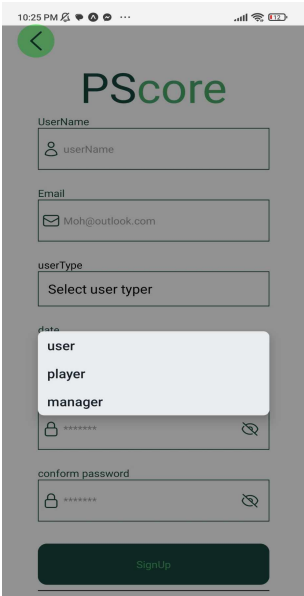 10:25 PM
12
PScore
UserName
userName
Email
Moh@outlook.com
userType
Select user typer
date
user
player
manager
*******
conform password
*******
SignUp